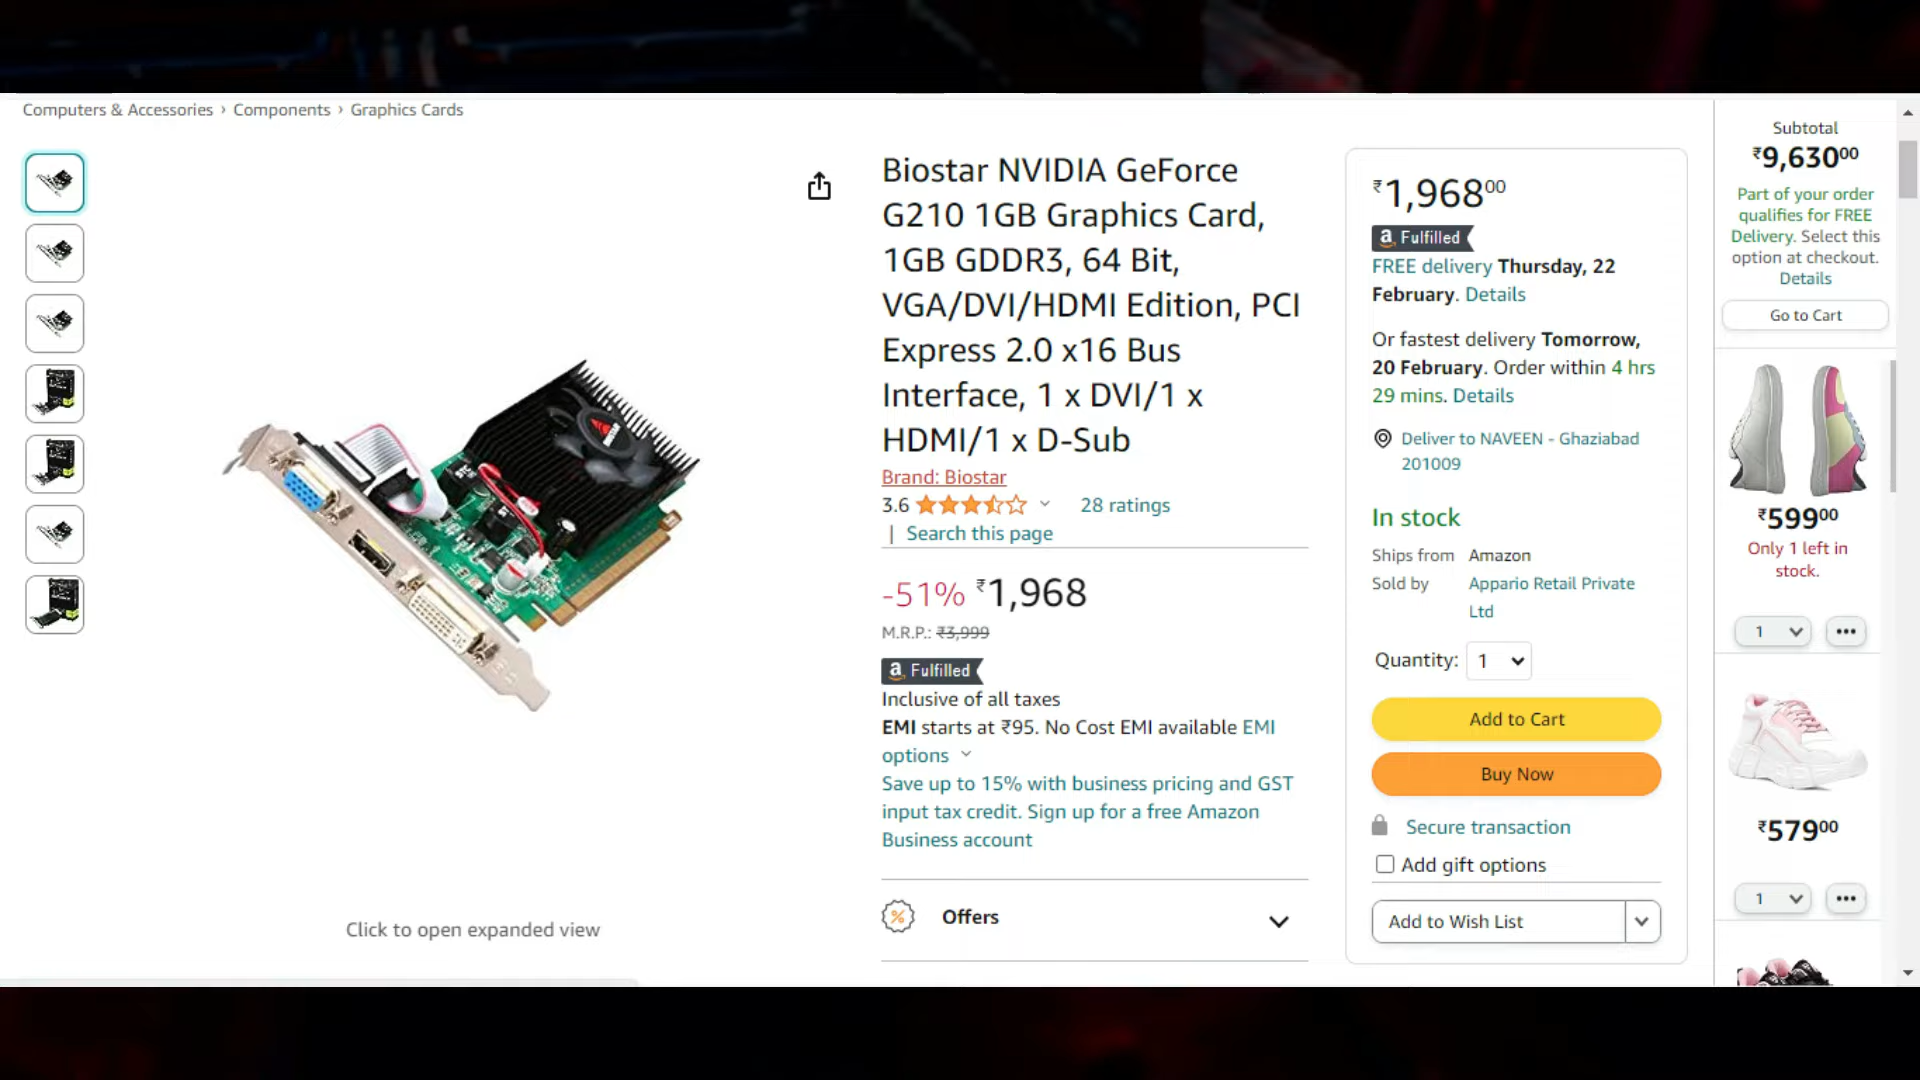 Computers & Accessories › Components › Graphics Cards
Biostar NVIDIA GeForce
G210 1GB Graphics Card,
1GB GDDR3, 64 Bit,
VGA/DVI/HDMI Edition, PCI
Express 2.0 x16 Bus
Interface, 1 x DVI/1 x
HDMI/1 x D-Sub
Brand: Biostar
3.6
28 ratings
| Search this page
-51% ₹1,968
M.R.P.: ₹3,999
a Fulfilled
Inclusive of all taxes
EMI starts at ₹95. No Cost EMI available EMI
options
Save up to 15% with business pricing and GST
input tax credit. Sign up for a free Amazon
Business account
% Offers
Click to open expanded view
₹1,96800
a Fulfilled
FREE delivery Thursday, 22
February. Details
Or fastest delivery Tomorrow,
20 February. Order within 4 hrs
29 mins. Details
Deliver to NAVEEN - Ghaziabad
201009
In stock
Ships from Amazon
Sold by Appario Retail Private
Ltd
Quantity: 1
Add to Cart
Buy Now
Secure transaction
Add gift options
Add to Wish List
Subtotal
₹9,63000
Part of your order
qualifies for FREE
Delivery. Select this
option at checkout.
Details
Go to Cart
₹59900
Only 1 left in
stock.
1
₹57900
1